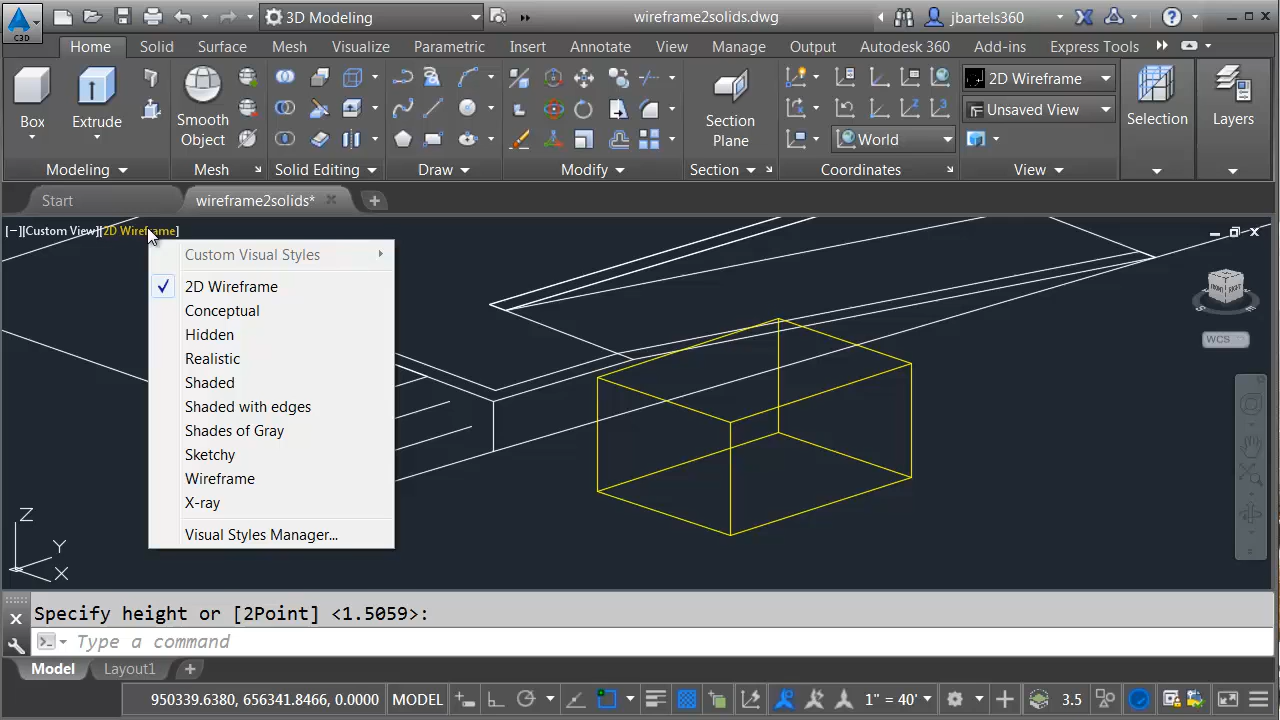 C3D
3D Modeling
wireframe2solids.dwg
jbartels360
Home Solid Surface Mesh Visualize Parametric Insert Annotate View Manage Output Autodesk 360 Add-ins Express Tools
Box
Extrude
Smooth
Object
Section
Plane
World
2D Wireframe
Unsaved View
Selection
Layers
Modeling
Mesh
Solid Editing
Draw
Modify
Section
Coordinates
View
Start
wireframe2solids*
[−][Custom View][2D Wireframe]
Custom Visual Styles
2D Wireframe
Conceptual
Hidden
Realistic
Shaded
Shaded with edges
Shades of Gray
Sketchy
Wireframe
X-ray
Visual Styles Manager...
FRONT RIGHT
S E
WCS
Z
Y
X
Specify height or [2Point] <1.5059>:
Type a command
Model
Layout1
950339.6380, 656341.8466, 0.0000
MODEL
1" = 40'
3.5